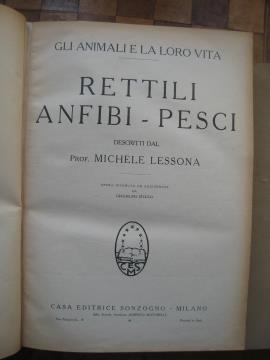 GLI ANIMALI E LA LORO VITA
RETTILI
ANFIBI - PESCI
DESCRITTI DAL
PROF. MICHELE LESSONA
CASA EDITRICE SONZOGNO - MILANO